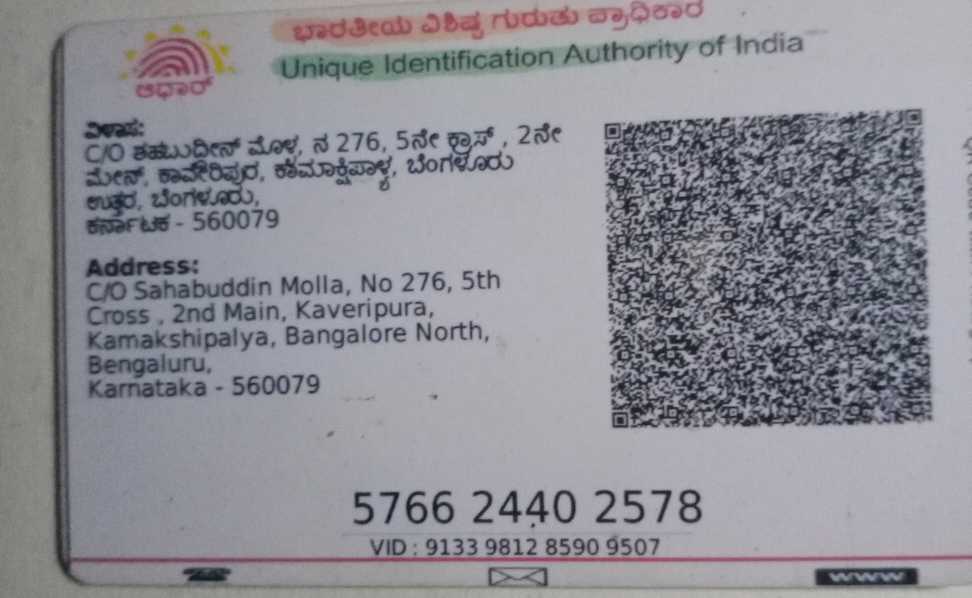 ಭಾರತೀಯ ವಿಶಿಷ್ಟ ಗುರುತು ಪ್ರಾಧಿಕಾರ
Unique Identification Authority of India
ಆಧಾರ್
ವಿಳಾಸ:
C/O ಶಹಬುದೀನ್ ಮೊಳ, ನ 276, 5ನೇ ಕ್ರಾಸ್ , 2ನೇ
ಮೇನ್, ಕಾವೇರಿಪುರ, ಕಾಮಾಕ್ಷಿಪಾಳ್ಯ, ಬೆಂಗಳೂರು
ಉತ್ತರ, ಬೆಂಗಳೂರು,
ಕರ್ನಾಟಕ - 560079
Address:
C/O Sahabuddin Molla, No 276, 5th
Cross , 2nd Main, Kaveripura,
Kamakshipalya, Bangalore North,
Bengaluru,
Karnataka - 560079
5766 2440 2578
VID : 9133 9812 8590 9507
www